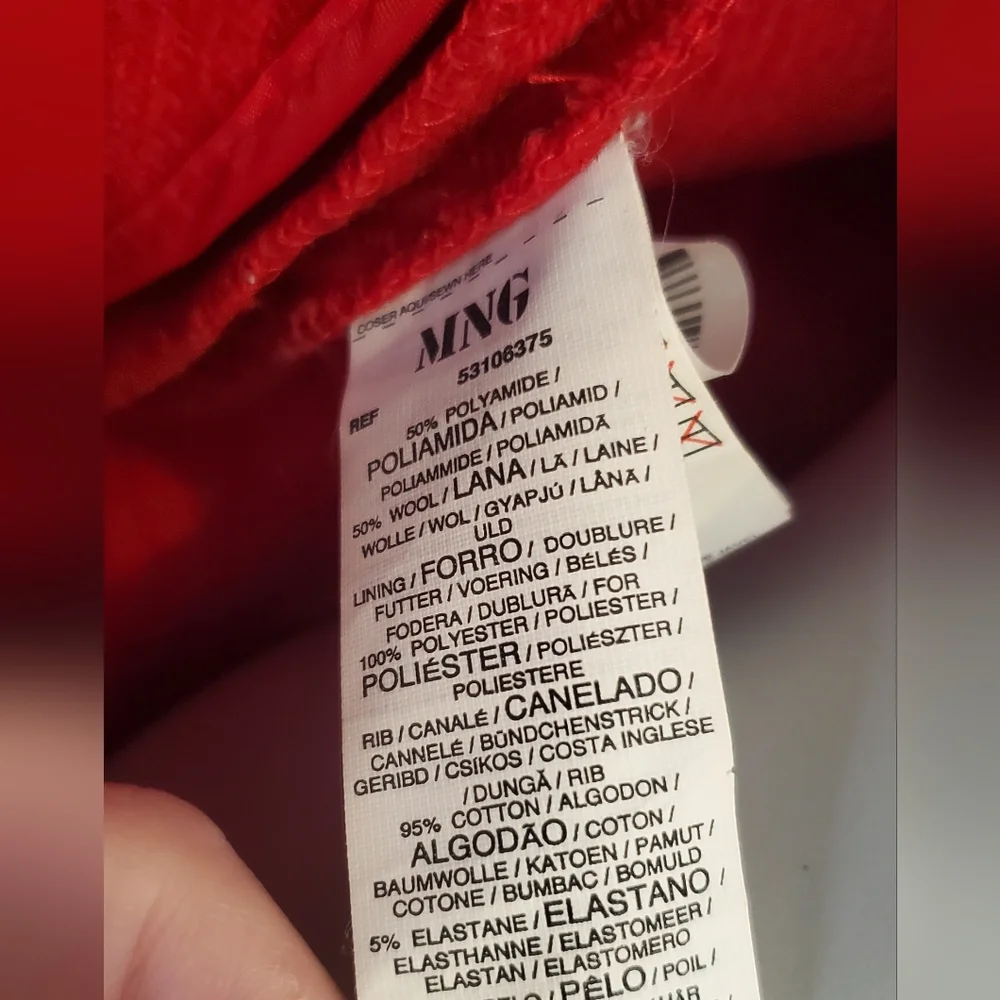 COSER AQUI/SEWN HERE
MNG
53106375
REF
50% POLYAMIDE /
POLIAMIDA / POLIAMID /
POLIAMMIDE / POLIAMIDĂ
50% WOOL / LANA / LÃ / LAINE /
WOLLE / WOL / GYAPJÚ / LÂNA /
ULD
LINING / FORRO / DOUBLURE /
FUTTER / VOERING / BÉLÉS /
FODERA / DUBLURĂ / FOR
100% POLYESTER / POLIESTER /
POLIÉSTER / POLIÉSZTER /
POLIESTERE
RIB / CANALÉ / CANELADO /
CANNELÉ / BÜNDCHENSTRICK /
GERIBD / CSIKOS / COSTA INGLESE
/ DUNGĂ / RIB
95% COTTON / ALGODON /
ALGODÃO / COTON /
BAUMWOLLE / KATOEN / PAMUT /
COTONE / BUMBAC / BOMULD
5% ELASTANE / ELASTANO /
ELASTHANNE / ELASTOMEER /
ELASTAN / ELASTOMERO
PÊLO / POIL /